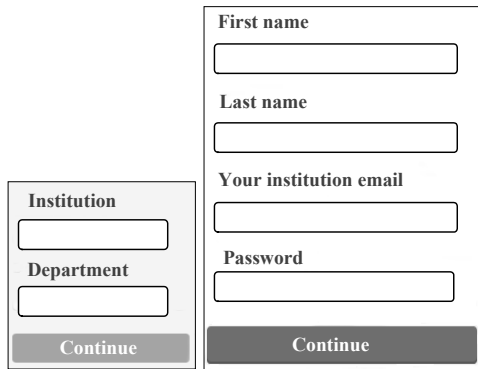 Institution
Department
Continue
First name
Last name
Your institution email
Password
Continue